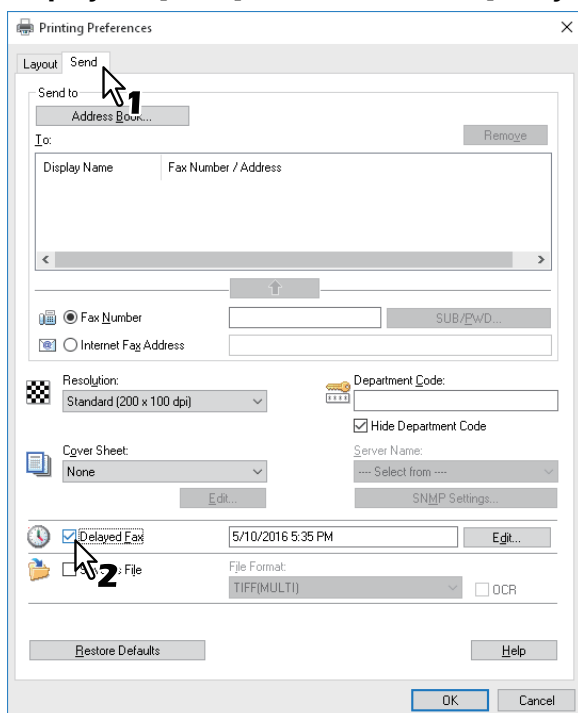 Printing Preferences
Layout Send
1
Send to
Address Book...
To:
Remove
Display Name Fax Number / Address
Fax Number
SUB/PWD...
Internet Fax Address
Resolution:
Department Code:
Standard (200 x 100 dpi)
Hide Department Code
Cover Sheet:
Server Name:
None
---- Select from ----
Edit...
SNMP Settings...
Delayed Fax
5/10/2016 5:35 PM
Edit...
2
File
File Format:
TIFF(MULTI)
OCR
Restore Defaults
Help
OK
Cancel